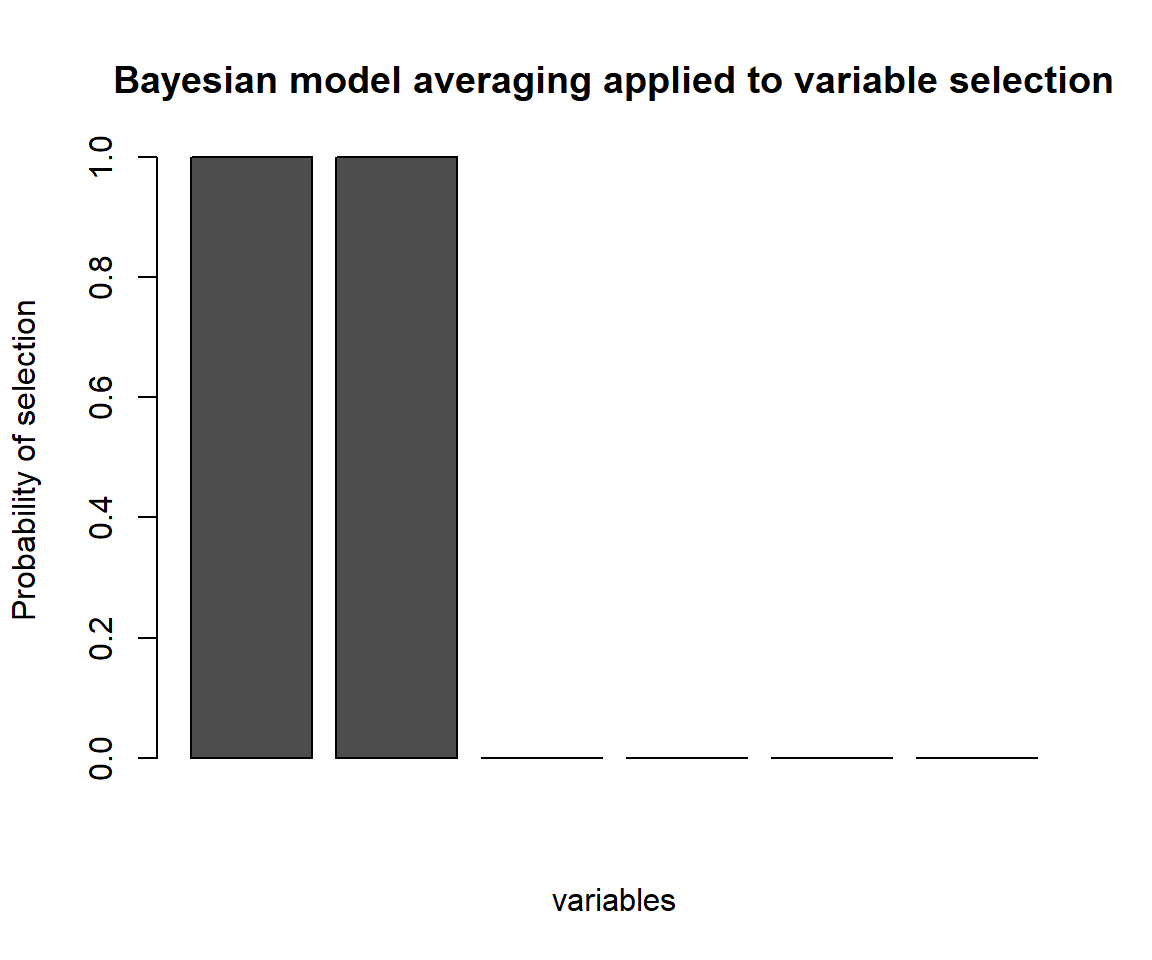 Bayesian model averaging applied to variable selection
Probability of selection
1.0
0.8
0.6
0.4
0.2
0.0
variables